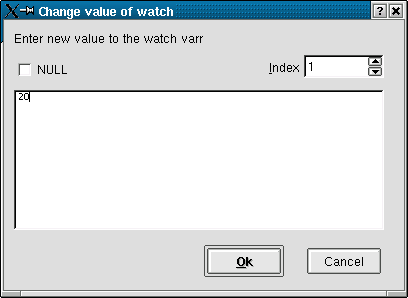 Change value of watch
Enter new value to the watch varr
NULL
Index 1
20
Ok
Cancel